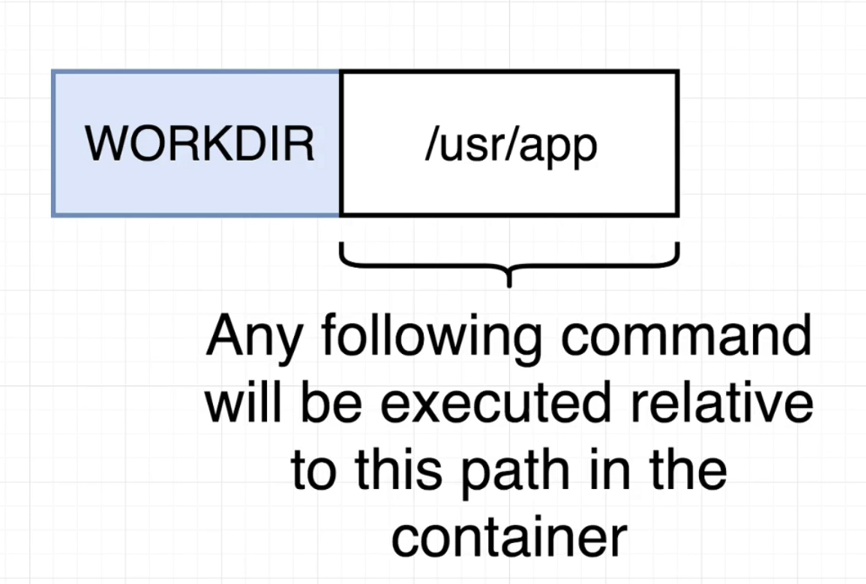 WORKDIR /usr/app
Any following command
will be executed relative
to this path in the
container